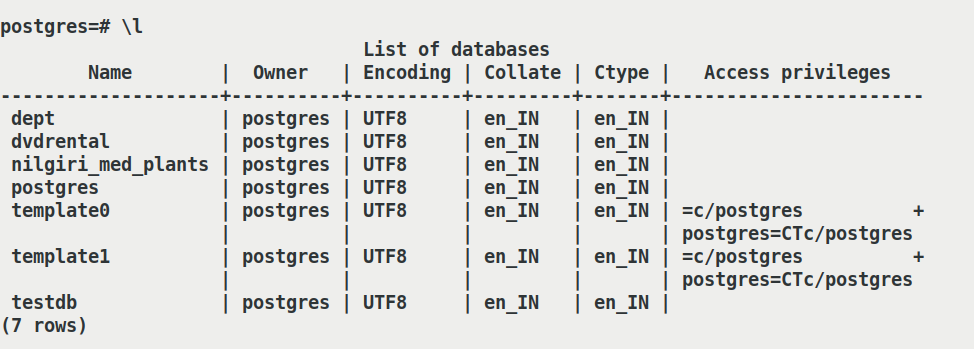 postgres=# \l
                                 List of databases
        Name        |  Owner   | Encoding | Collate | Ctype |   Access privileges
--------------------+----------+----------+---------+-------+-----------------------
 dept               | postgres | UTF8     | en_IN   | en_IN |
 dvdrental          | postgres | UTF8     | en_IN   | en_IN |
 nilgiri_med_plants | postgres | UTF8     | en_IN   | en_IN |
 postgres           | postgres | UTF8     | en_IN   | en_IN |
 template0          | postgres | UTF8     | en_IN   | en_IN | =c/postgres          +
                    |          |          |         |       | postgres=CTc/postgres
 template1          | postgres | UTF8     | en_IN   | en_IN | =c/postgres          +
                    |          |          |         |       | postgres=CTc/postgres
 testdb             | postgres | UTF8     | en_IN   | en_IN |
(7 rows)